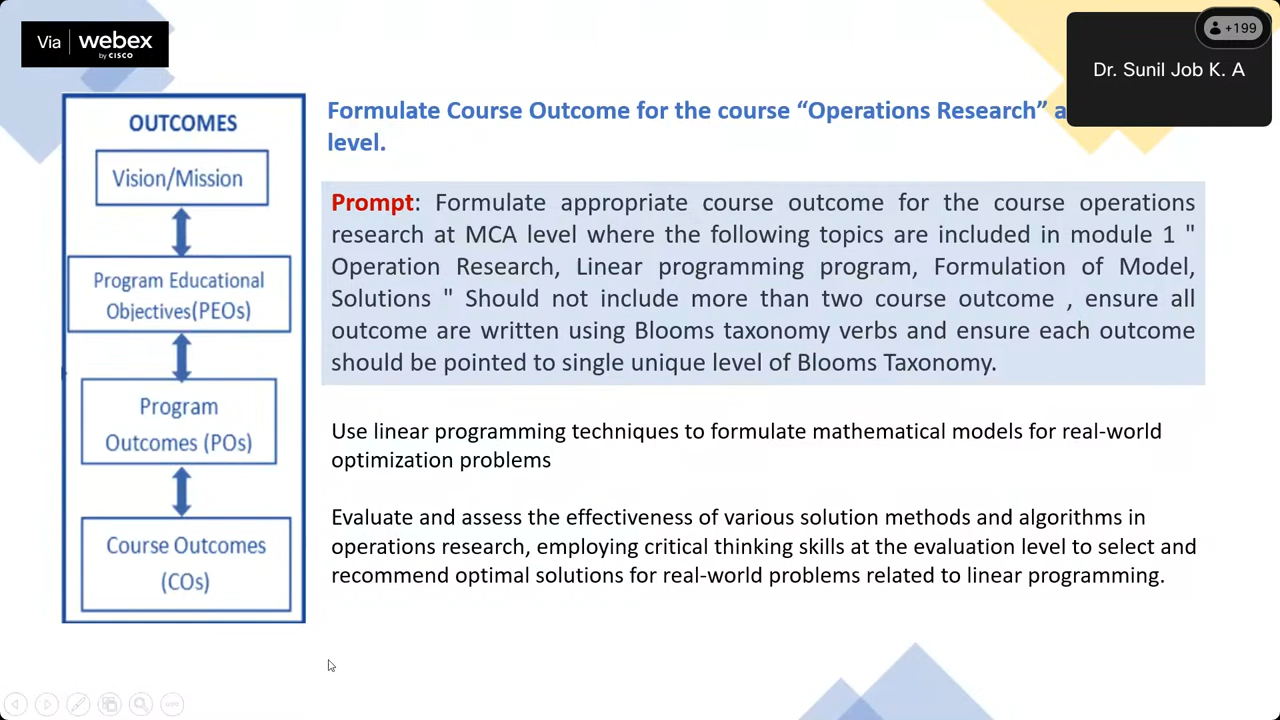 Via webex
by CISCO
+199
Dr. Sunil Job K. A
OUTCOMES
Vision/Mission
Program Educational
Objectives(PEOs)
Program
Outcomes (POs)
Course Outcomes
(COs)
Formulate Course Outcome for the course “Operations Research”
level.
Prompt: Formulate appropriate course outcome for the course operations
research at MCA level where the following topics are included in module 1 "
Operation Research, Linear programming program, Formulation of Model,
Solutions " Should not include more than two course outcome , ensure all
outcome are written using Blooms taxonomy verbs and ensure each outcome
should be pointed to single unique level of Blooms Taxonomy.
Use linear programming techniques to formulate mathematical models for real-world
optimization problems
Evaluate and assess the effectiveness of various solution methods and algorithms in
operations research, employing critical thinking skills at the evaluation level to select and
recommend optimal solutions for real-world problems related to linear programming.